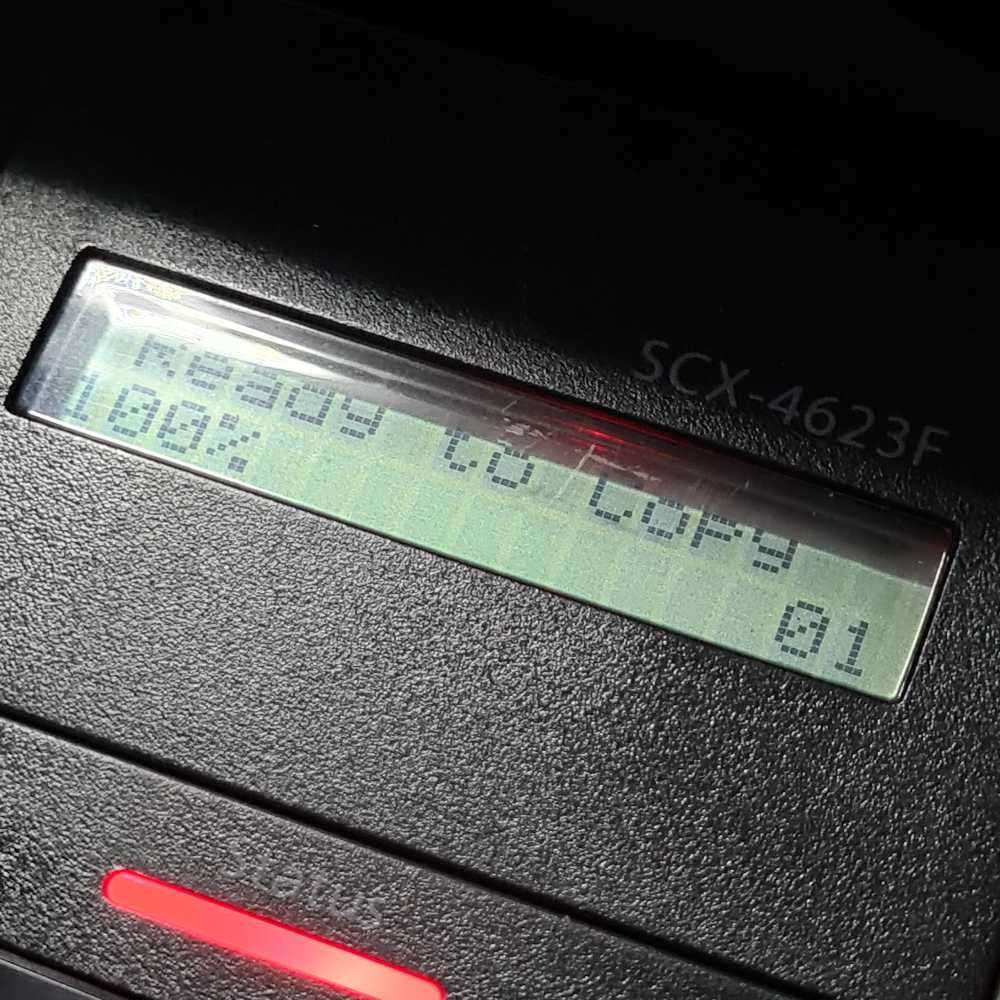 SCX-4623F
Ready to Copy
100% 01
Status